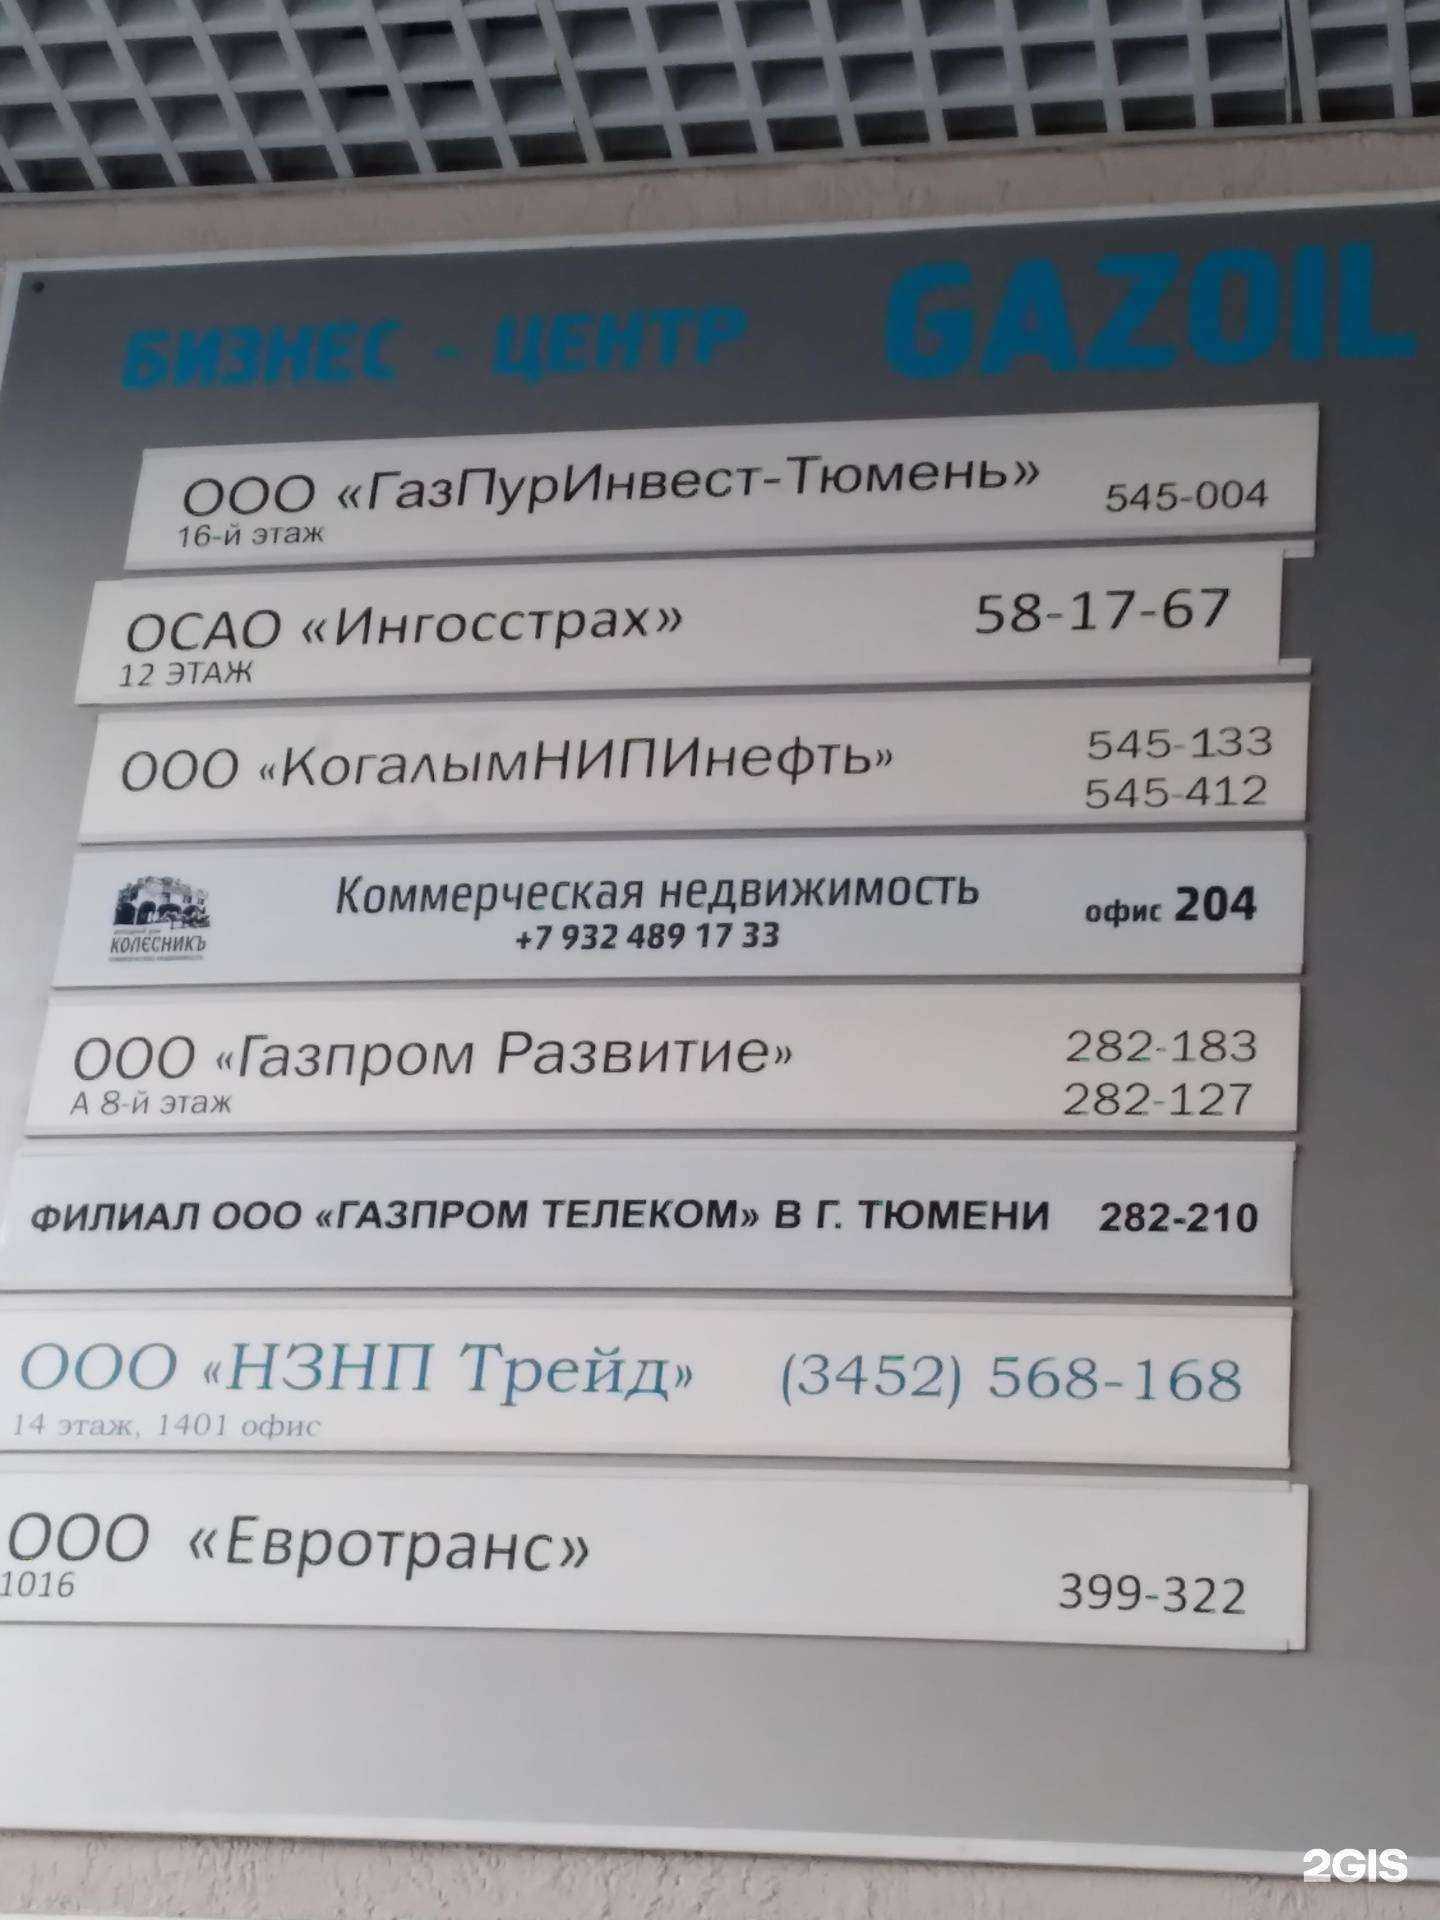 БИЗНЕС - ЦЕНТР GAZOIL
ООО «ГазПурИнвест-Тюмень» 545-004
16-й этаж
ОСАО «Ингосстрах» 58-17-67
12 ЭТАЖ
ООО «КогалымНИПИнефть» 545-133
545-412
КОЛЕСНИКЪ
Коммерческая недвижимость офис 204
+7 932 489 17 33
ООО «Газпром Развитие» 282-183
А 8-й этаж 282-127
ФИЛИАЛ ООО «ГАЗПРОМ ТЕЛЕКОМ» В Г. ТЮМЕНИ 282-210
ООО «НЗНП Трейд» (3452) 568-168
14 этаж, 1401 офис
ООО «Евротранс»
1016 399-322
2GIS